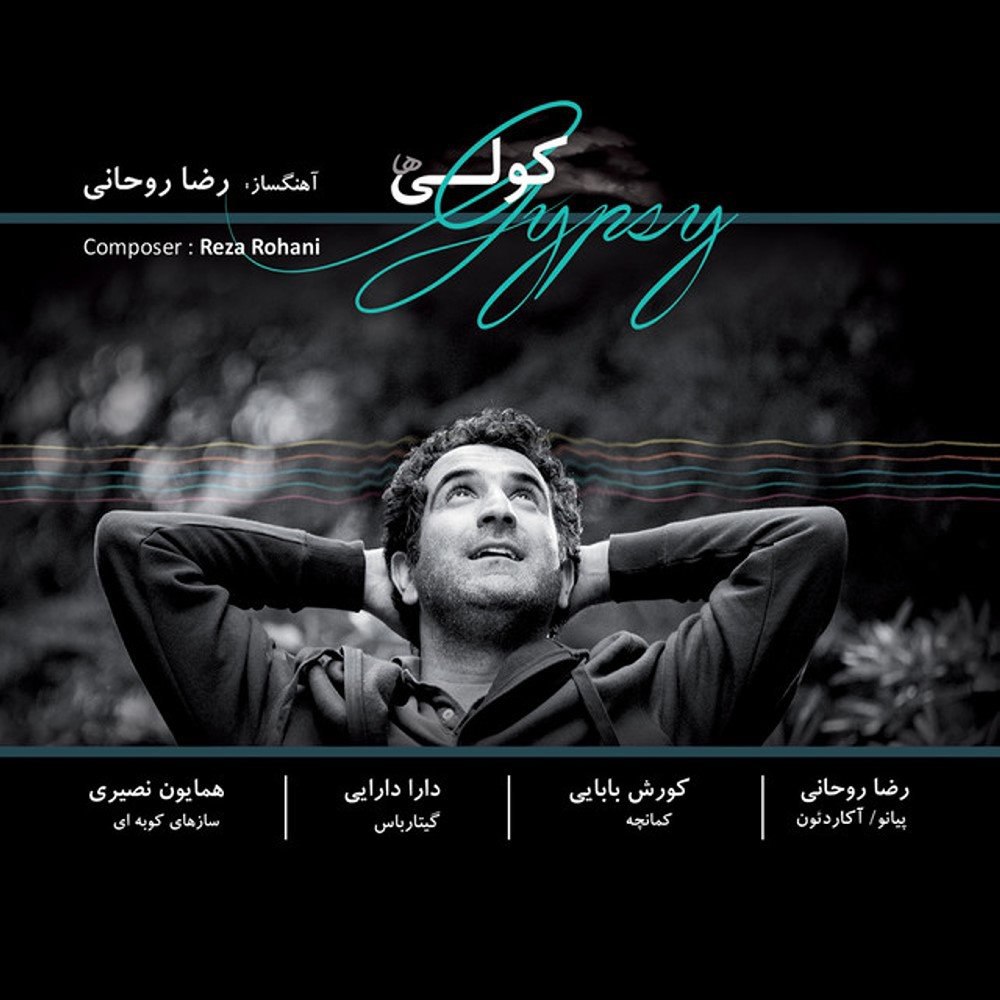 کولی ها
Gypsy
آهنگساز: رضا روحانی
Composer : Reza Rohani
رضا روحانی
پیانو/ آکاردئون
کورش بابایی
کمانچه
دارا دارایی
گیتارباس
همایون نصیری
سازهای کوبه ای